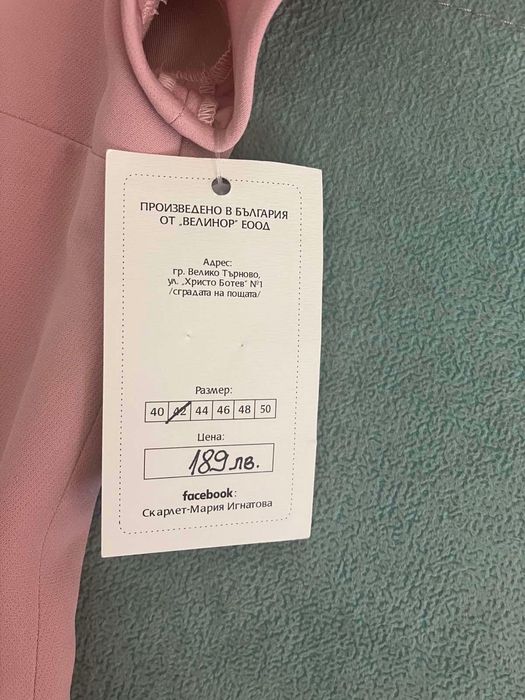 ПРОИЗВЕДЕНО В БЪЛГАРИЯ
ОТ „ВЕЛИНОР" ЕООД
Адрес:
гр. Велико Търново,
ул. „Христо Ботев" №1
/сградата на пощата/
Размер:
40 42 44 46 48 50
Цена:
189 лв.
facebook:
Скарлет-Мария Игнатова